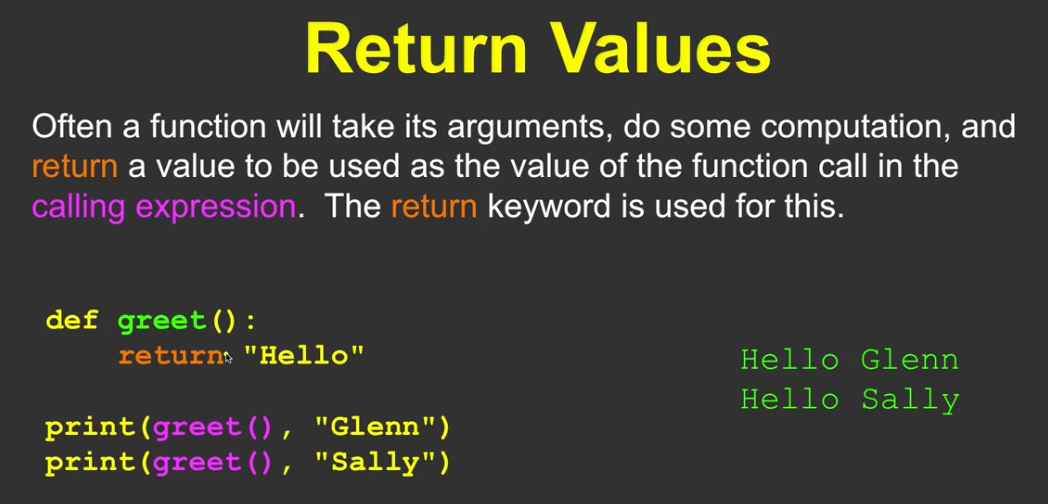 Return Values
Often a function will take its arguments, do some computation, and
return a value to be used as the value of the function call in the
calling expression.  The return keyword is used for this.
def greet():
    return "Hello"
Hello Glenn
Hello Sally
print(greet(), "Glenn")
print(greet(), "Sally")